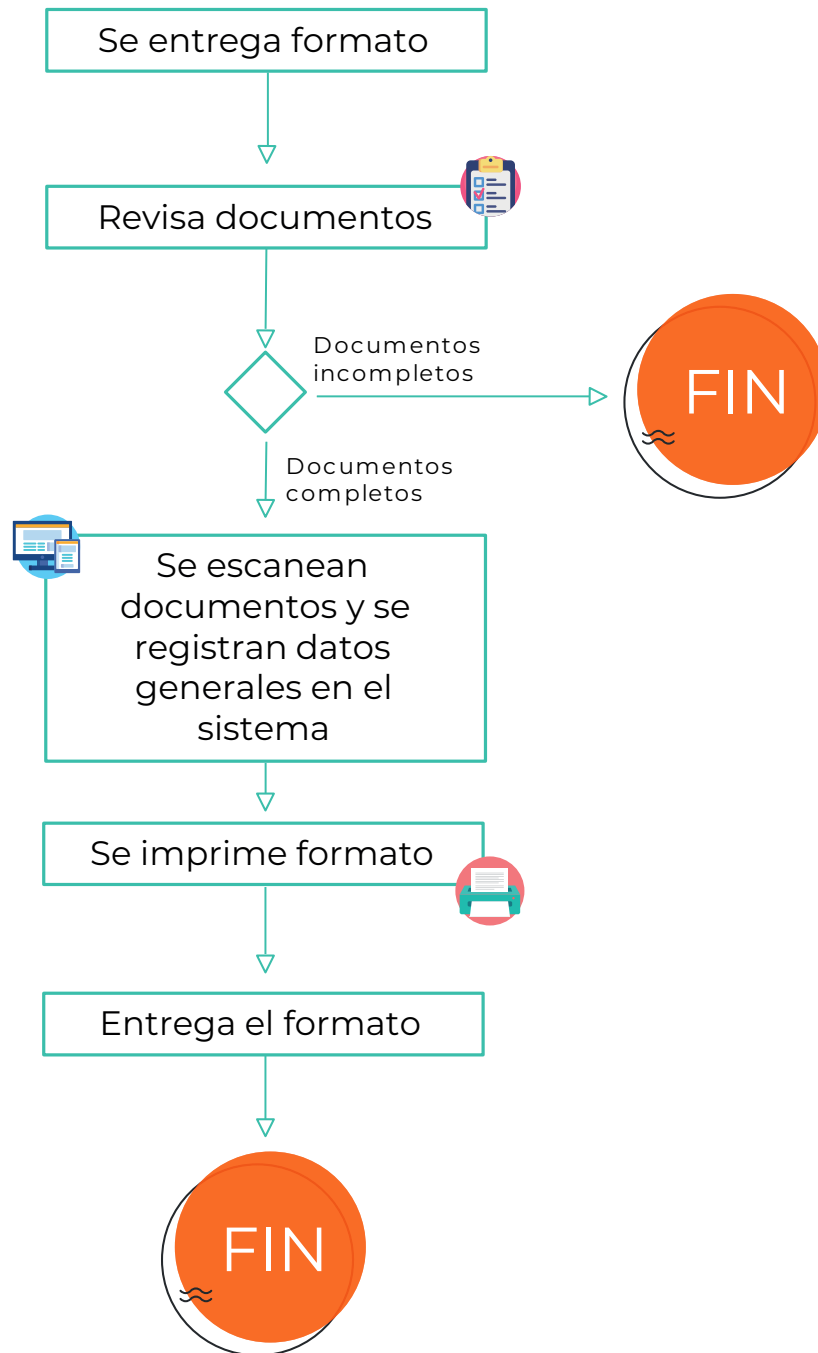 Se entrega formato
Revisa documentos
Documentos
incompletos
FIN
Documentos
completos
Se escanean
documentos y se
registran datos
generales en el
sistema
Se imprime formato
Entrega el formato
FIN